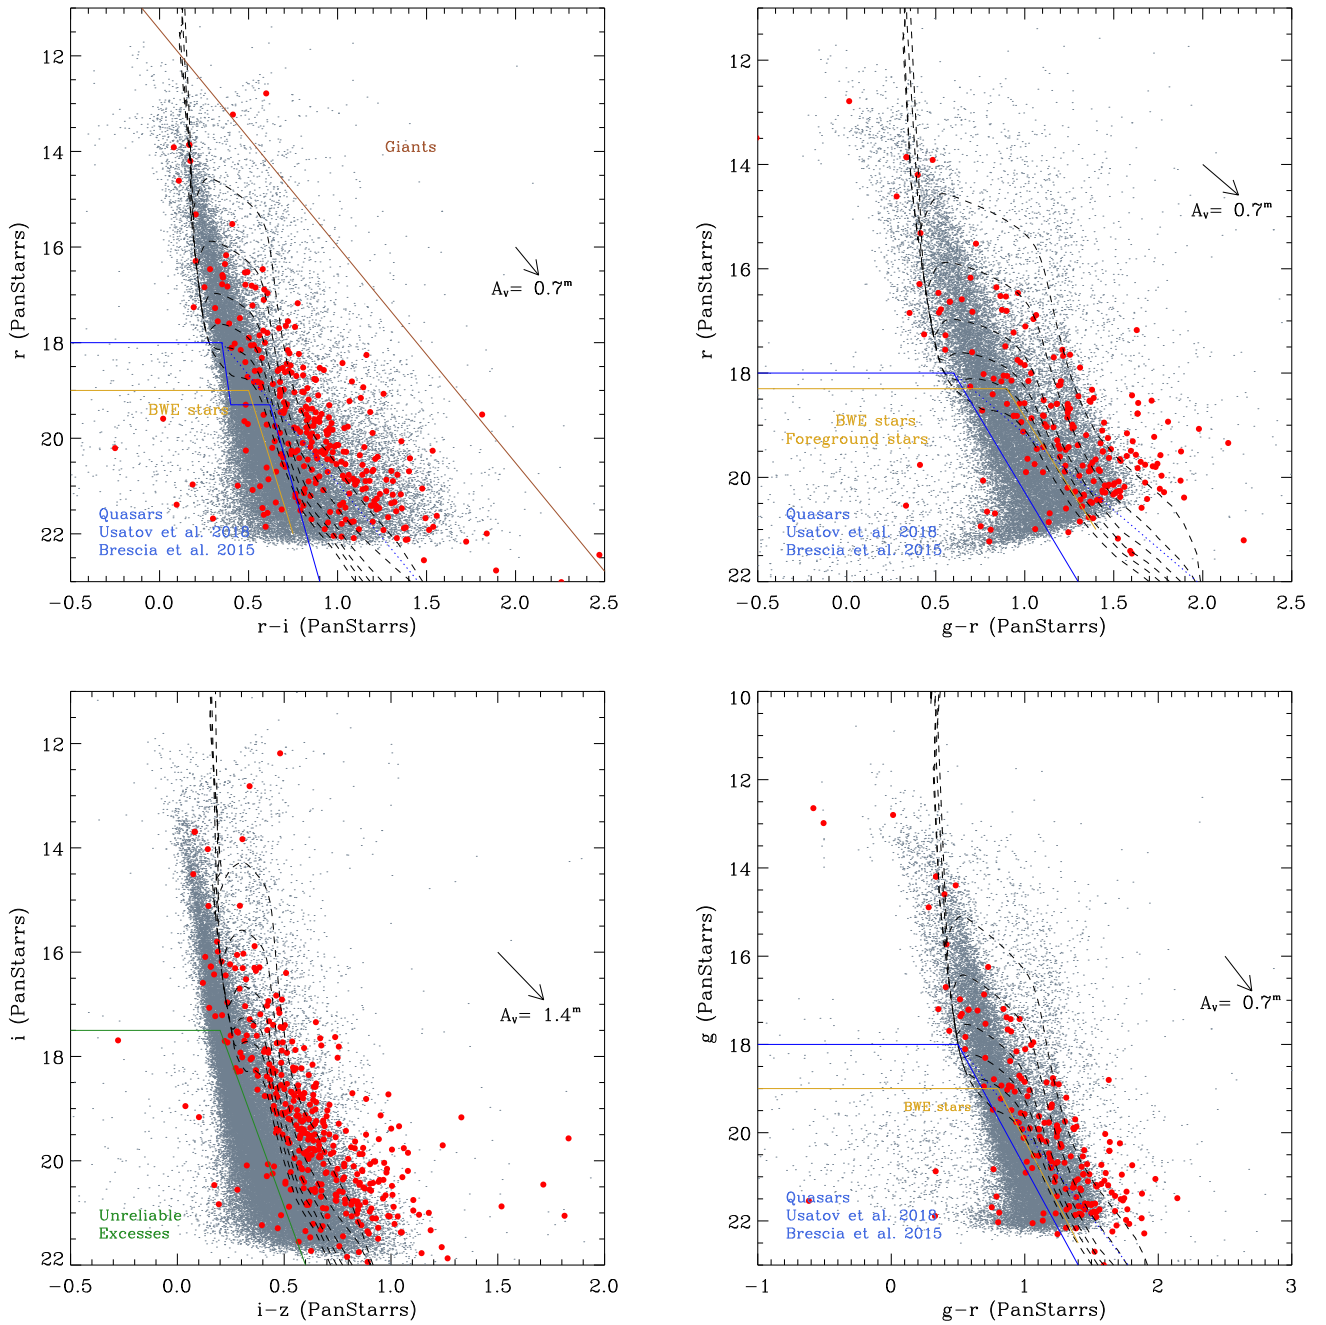 12
14
16
18
20
22
r (PanStarrs)
Giants
A_v= 0.7^m
BWE stars
Quasars
Usatov et al. 2018
Brescia et al. 2015
-0.5 0.0 0.5 1.0 1.5 2.0 2.5
r-i (PanStarrs)
12
14
16
18
20
22
r (PanStarrs)
A_v= 0.7^m
BWE stars
Foreground stars
Quasars
Usatov et al. 2018
Brescia et al. 2015
-0.5 0.0 0.5 1.0 1.5 2.0 2.5
g-r (PanStarrs)
12
14
16
18
20
22
i (PanStarrs)
A_v= 1.4^m
Unreliable
Excesses
-0.5 0.0 0.5 1.0 1.5 2.0
i-z (PanStarrs)
10
12
14
16
18
20
22
g (PanStarrs)
A_v= 0.7^m
BWE stars
Quasars
Usatov et al. 2018
Brescia et al. 2015
-1 0 1 2 3
g-r (PanStarrs)